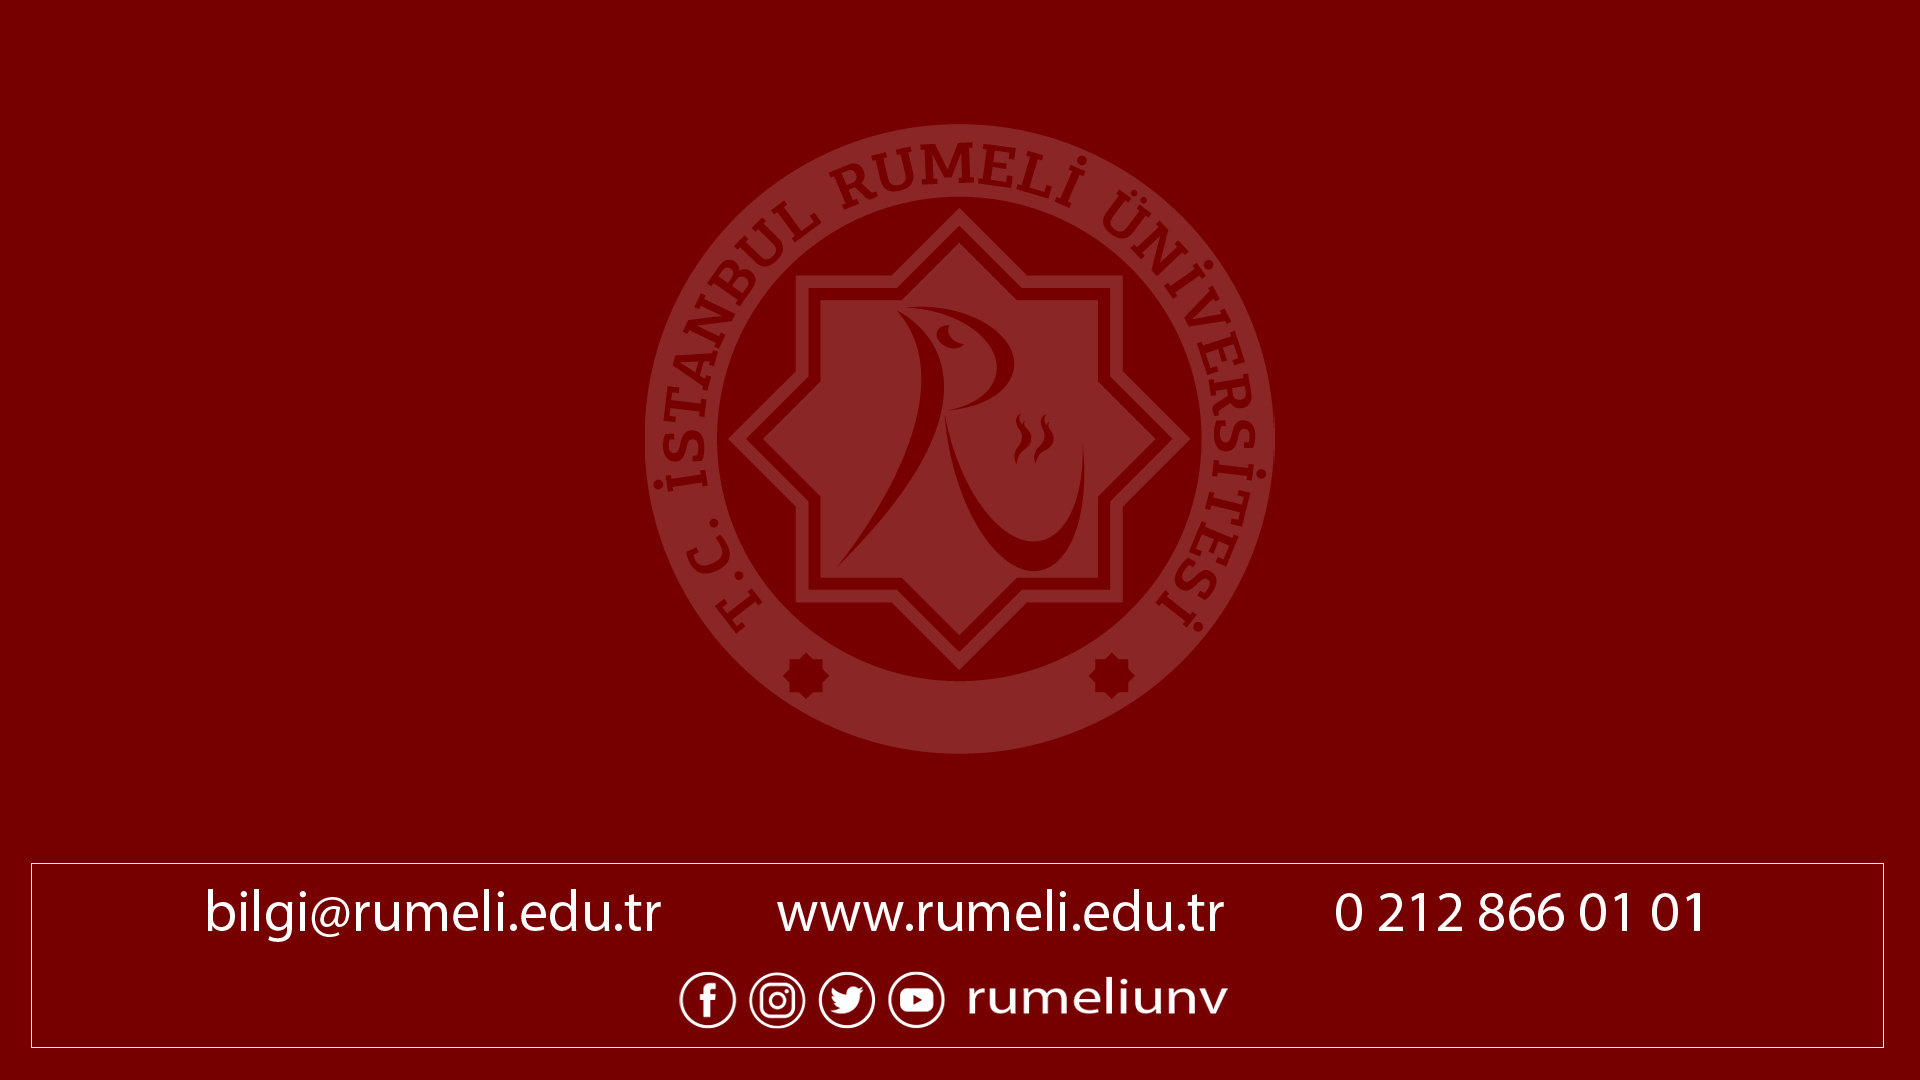 T.C. İSTANBUL RUMELİ ÜNİVERSİTESİ
bilgi@rumeli.edu.tr www.rumeli.edu.tr 0 212 866 01 01
rumeliunv